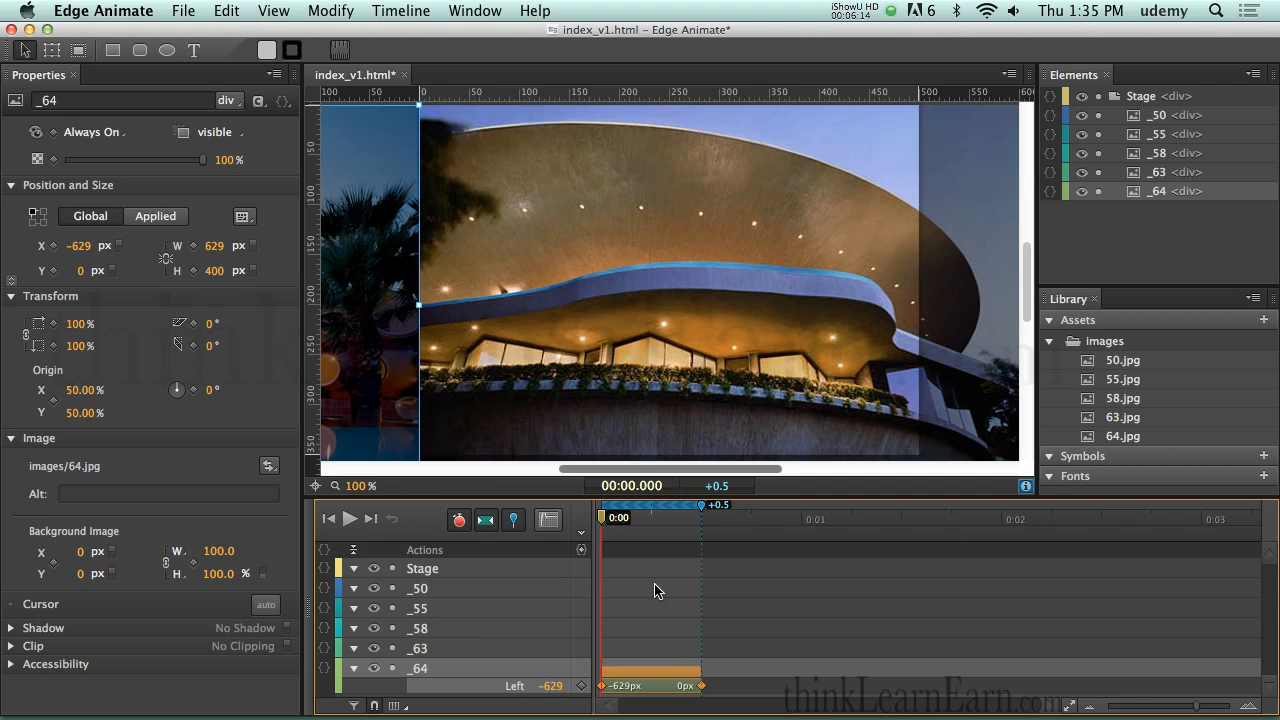 Edge Animate File Edit View Modify Timeline Window Help iShowU HD 00:06:14 6 Thu 1:35 PM udemy
index_v1.html – Edge Animate*
T
Properties × index_v1.html* × Elements ×
_64 div
Always On visible
100%
Position and Size
Global Applied
X -629 px W 629 px
Y 0 px H 400 px
Transform
100% 0°
100% 0°
Origin
X 50.00% 0°
Y 50.00%
Image
images/64.jpg
Alt:
Background Image
X 0 px W 100.0
Y 0 px H 100.0 %
Cursor auto
Shadow No Shadow
Clip No Clipping
Accessibility
100 50 0 50 100 150 200 250 300 350 400 450 500 550 600
50
100
150
200
250
300
350
100% 00:00.000 +0.5
Stage <div>
_50 <div>
_55 <div>
_58 <div>
_63 <div>
_64 <div>
Library ×
Assets
images
50.jpg
55.jpg
58.jpg
63.jpg
64.jpg
Symbols
Fonts
+0.5
0:00 0:01 0:02 0:03
Actions
Stage
_50
_55
_58
_63
_64
Left -629 -629px 0px
thinkLearnEarn.com